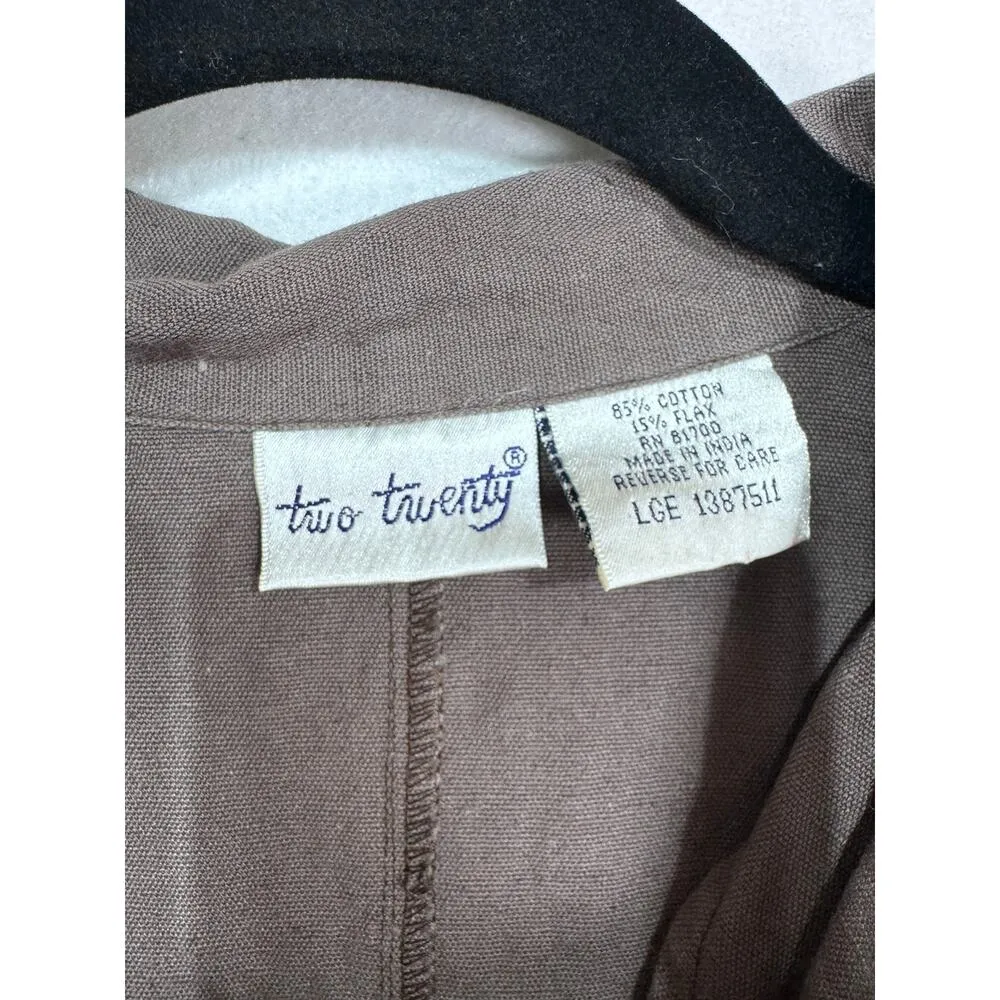 two twenty®
85% COTTON
15% FLAX
RN 81700
MADE IN INDIA
REVERSE FOR CARE
LGE 1387511